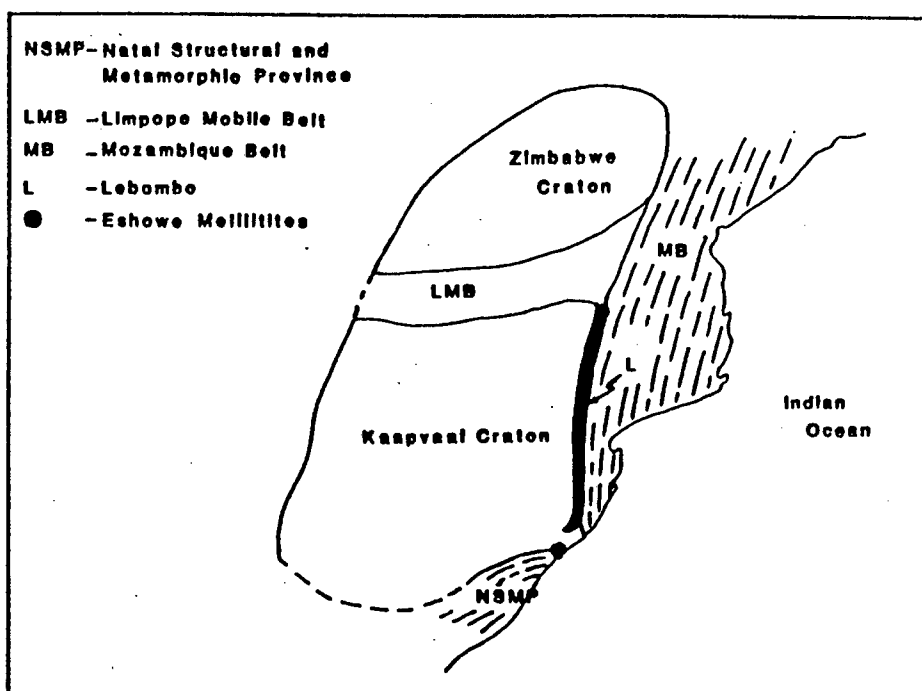 NSMP-Natal Structural and
Metamorphic Province
LMB -Limpopo Mobile Belt
MB -Mozambique Belt
L -Lebombo
-Eshowe Melilitites
Zimbabwe
Craton
MB
LMB
L
Kaapvaal Craton
Indian
Ocean
NSMP